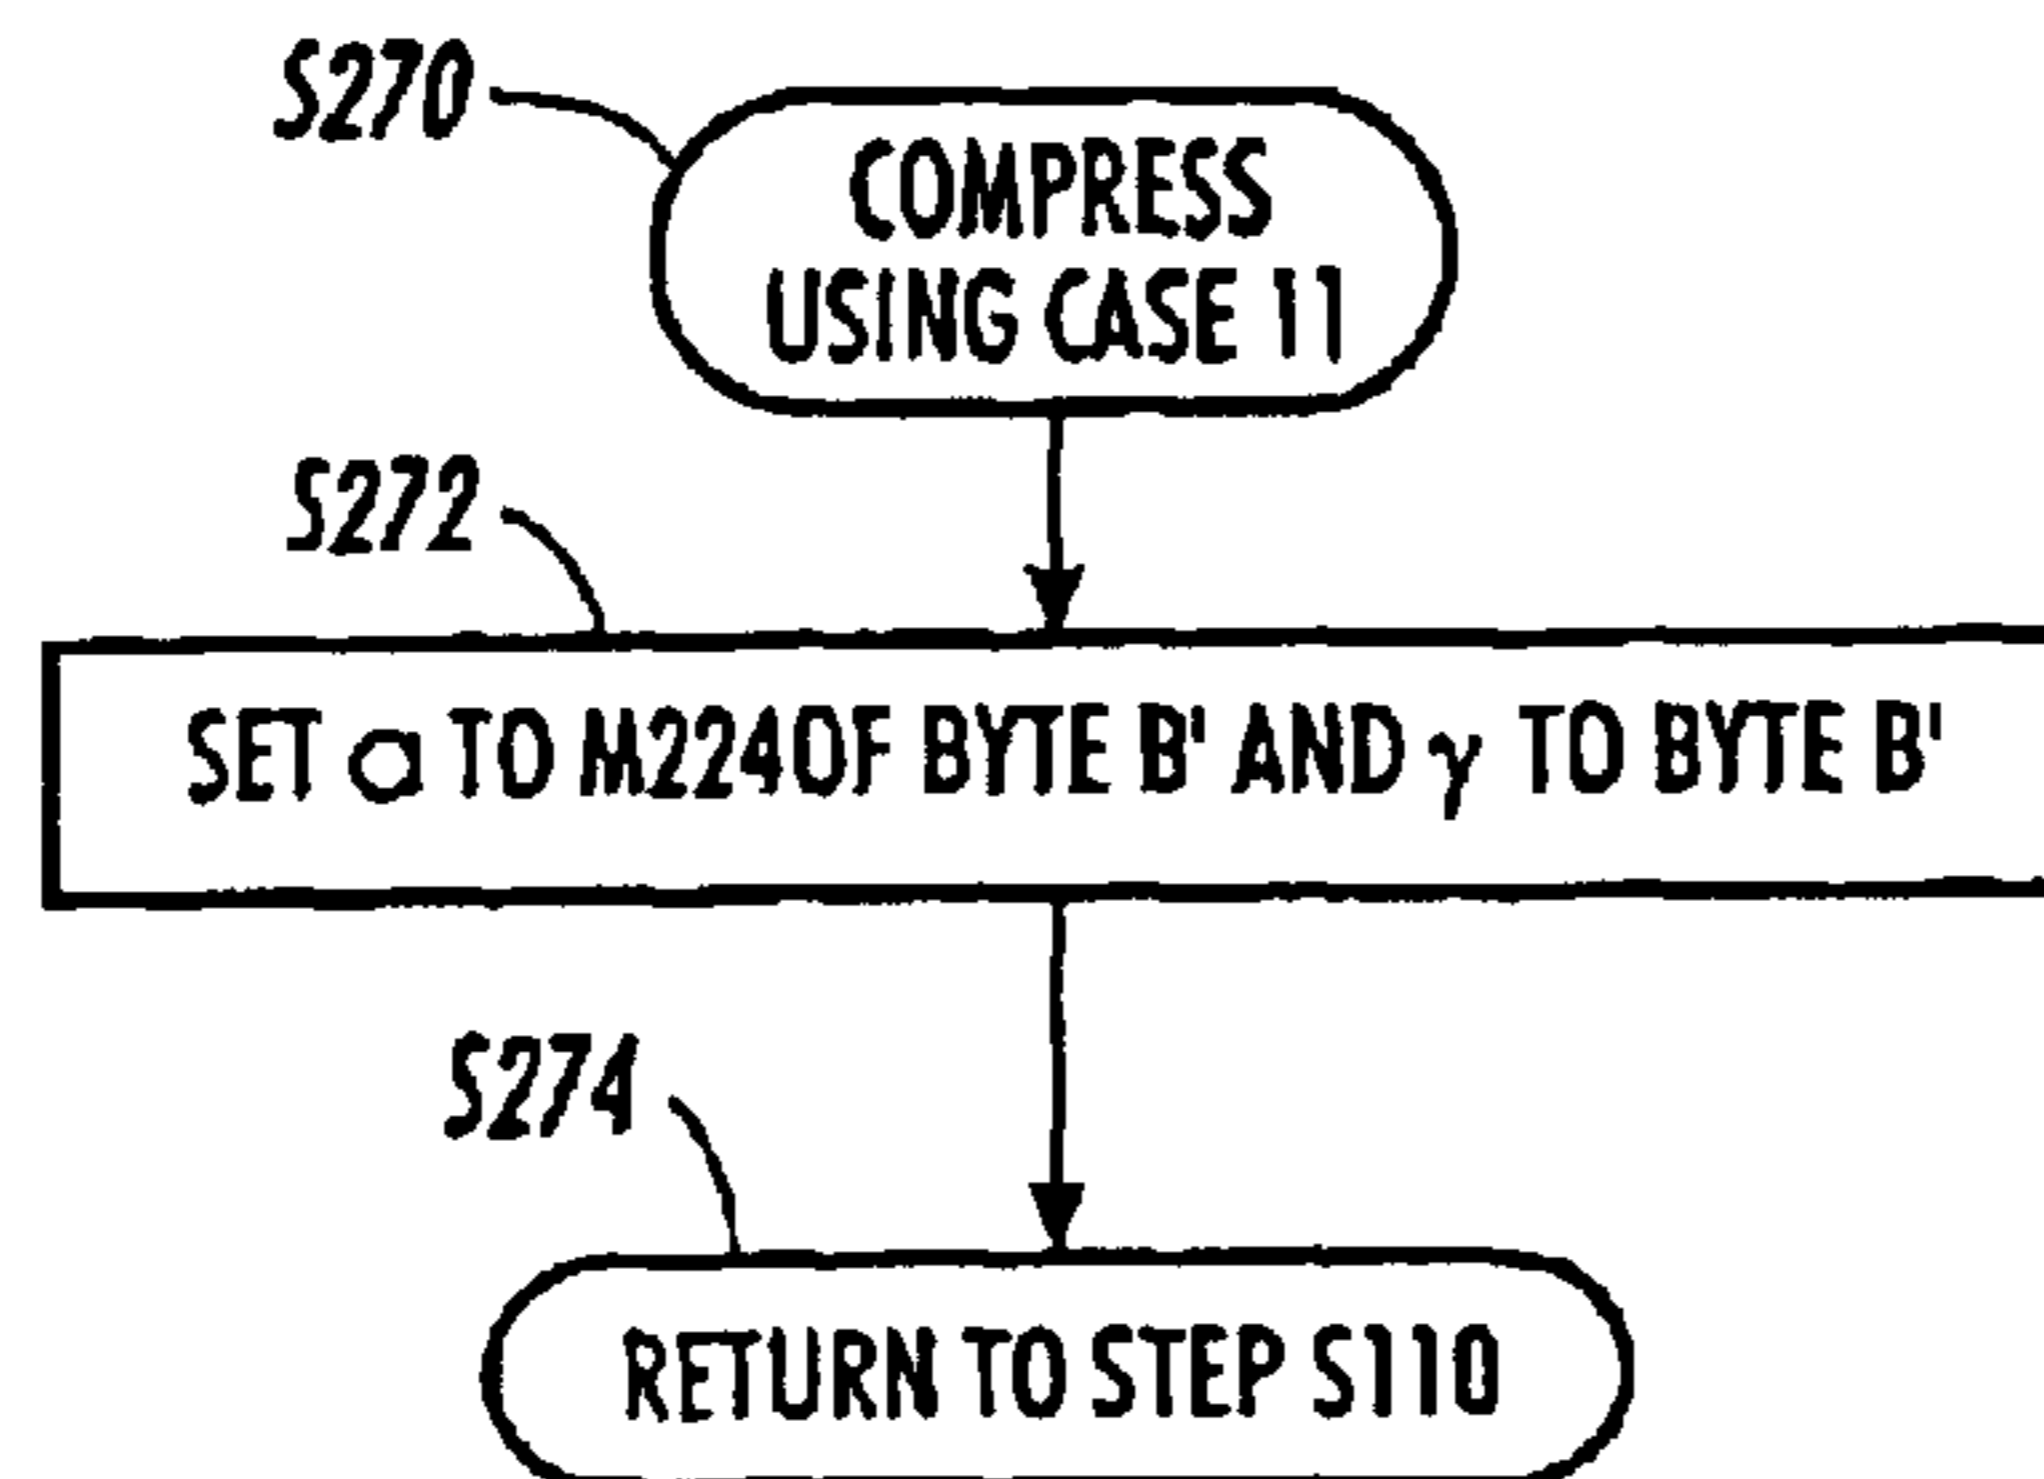 S270
COMPRESS
USING CASE 11
S272
SET a TO M224OF BYTE B' AND γ TO BYTE B'
S274
RETURN TO STEP S110